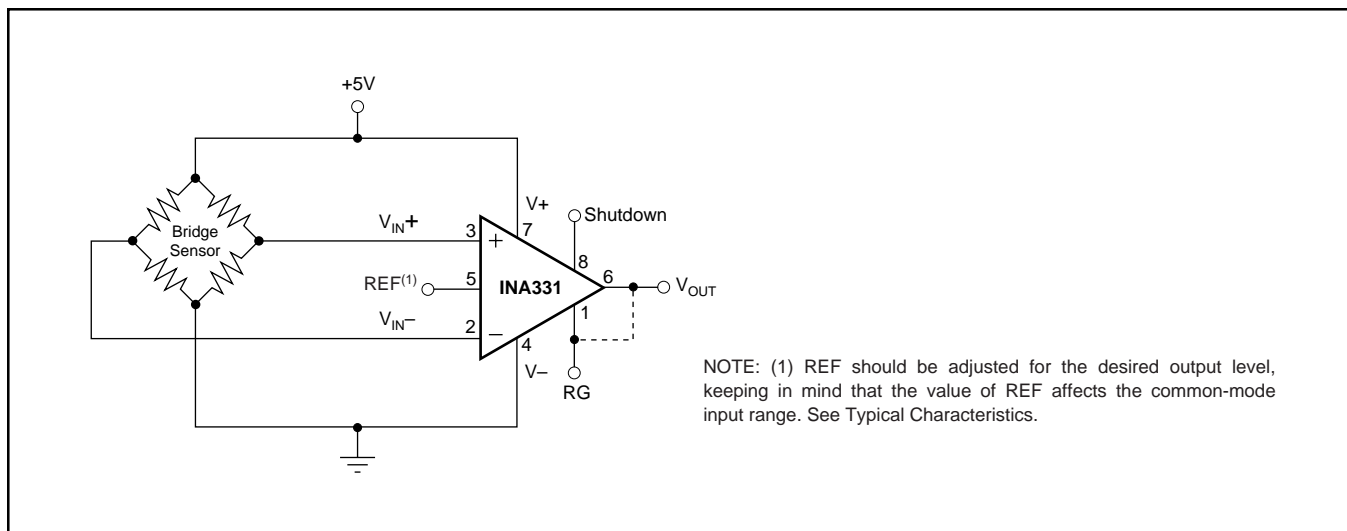 +5V
V+
7
Shutdown
Bridge
Sensor
VIN+
3
+
8
REF(1)
5
INA331
6
VOUT
VIN–
2
–
1
4
V–
RG
NOTE: (1) REF should be adjusted for the desired output level,
keeping in mind that the value of REF affects the common-mode
input range. See Typical Characteristics.